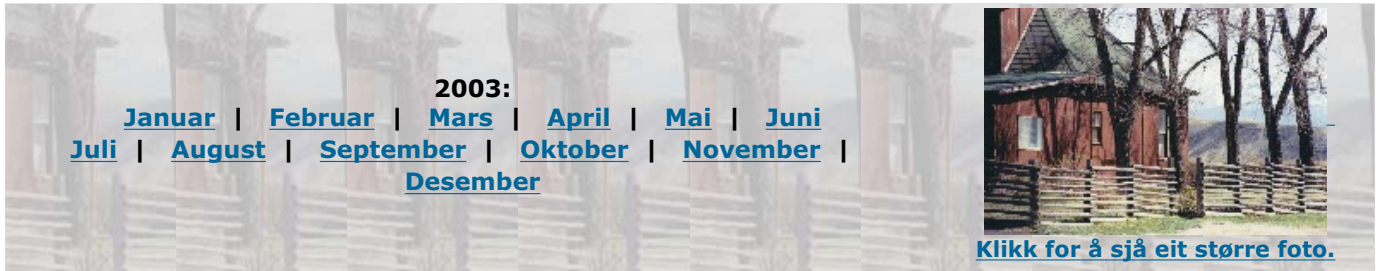 2003:
Januar | Februar | Mars | April | Mai | Juni
Juli | August | September | Oktober | November |
Desember
Klikk for å sjå eit større foto.